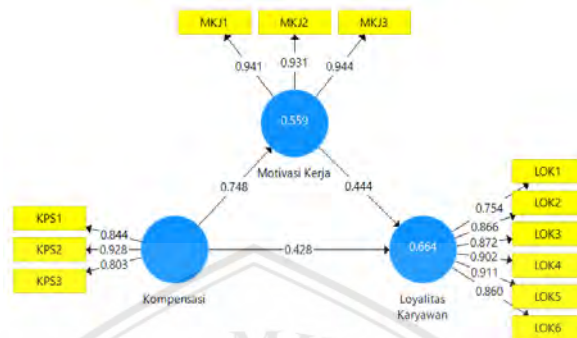 MKJ1 MKJ2 MKJ3
0.941 0.931 0.944
0.559
Motivasi Kerja
0.748 0.444
KPS1
KPS2
KPS3
0.844
0.928
0.803
Kompensasi
0.428
0.664
Loyalitas
Karyawan
0.754
0.866
0.872
0.902
0.911
0.860
LOK1
LOK2
LOK3
LOK4
LOK5
LOK6